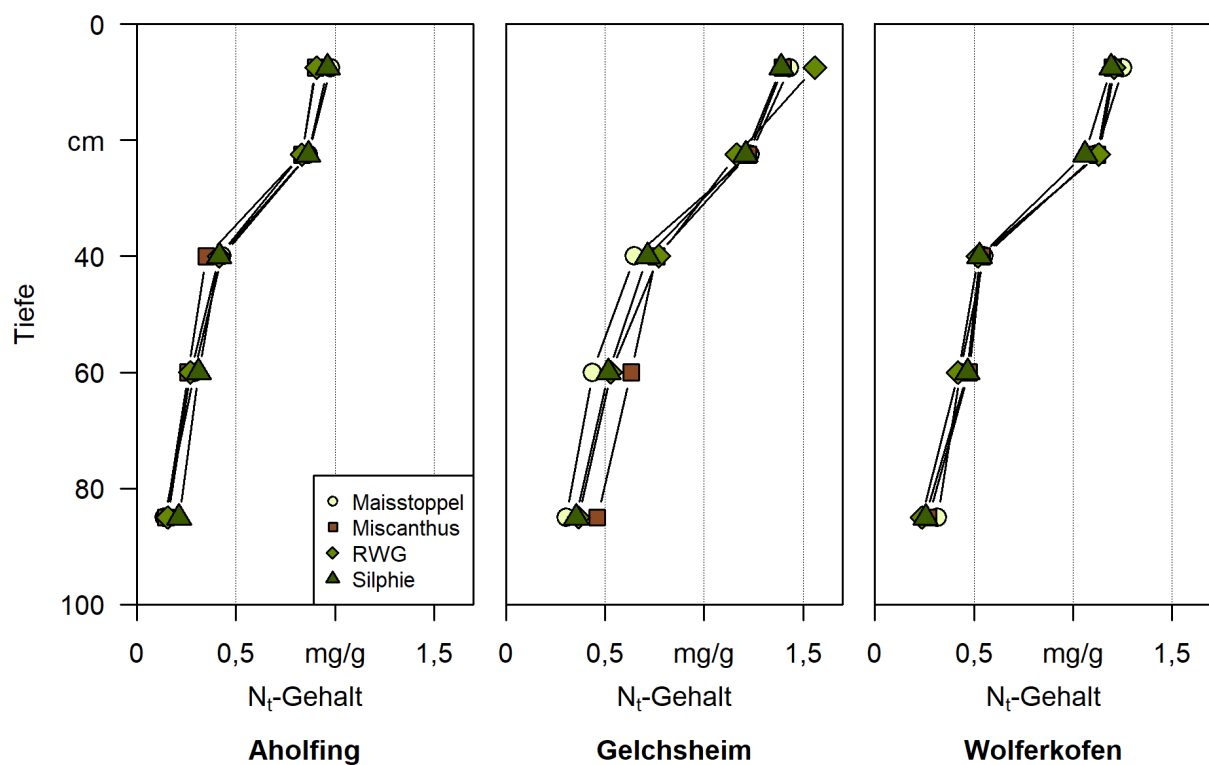 0
cm
40
60
80
100
Tiefe
Maisstoppel
Miscanthus
RWG
Silphie
0 0,5 mg/g 1,5
0 0,5 mg/g 1,5
0 0,5 mg/g 1,5
Nt-Gehalt
Nt-Gehalt
Nt-Gehalt
Aholfing
Gelchsheim
Wolferkofen